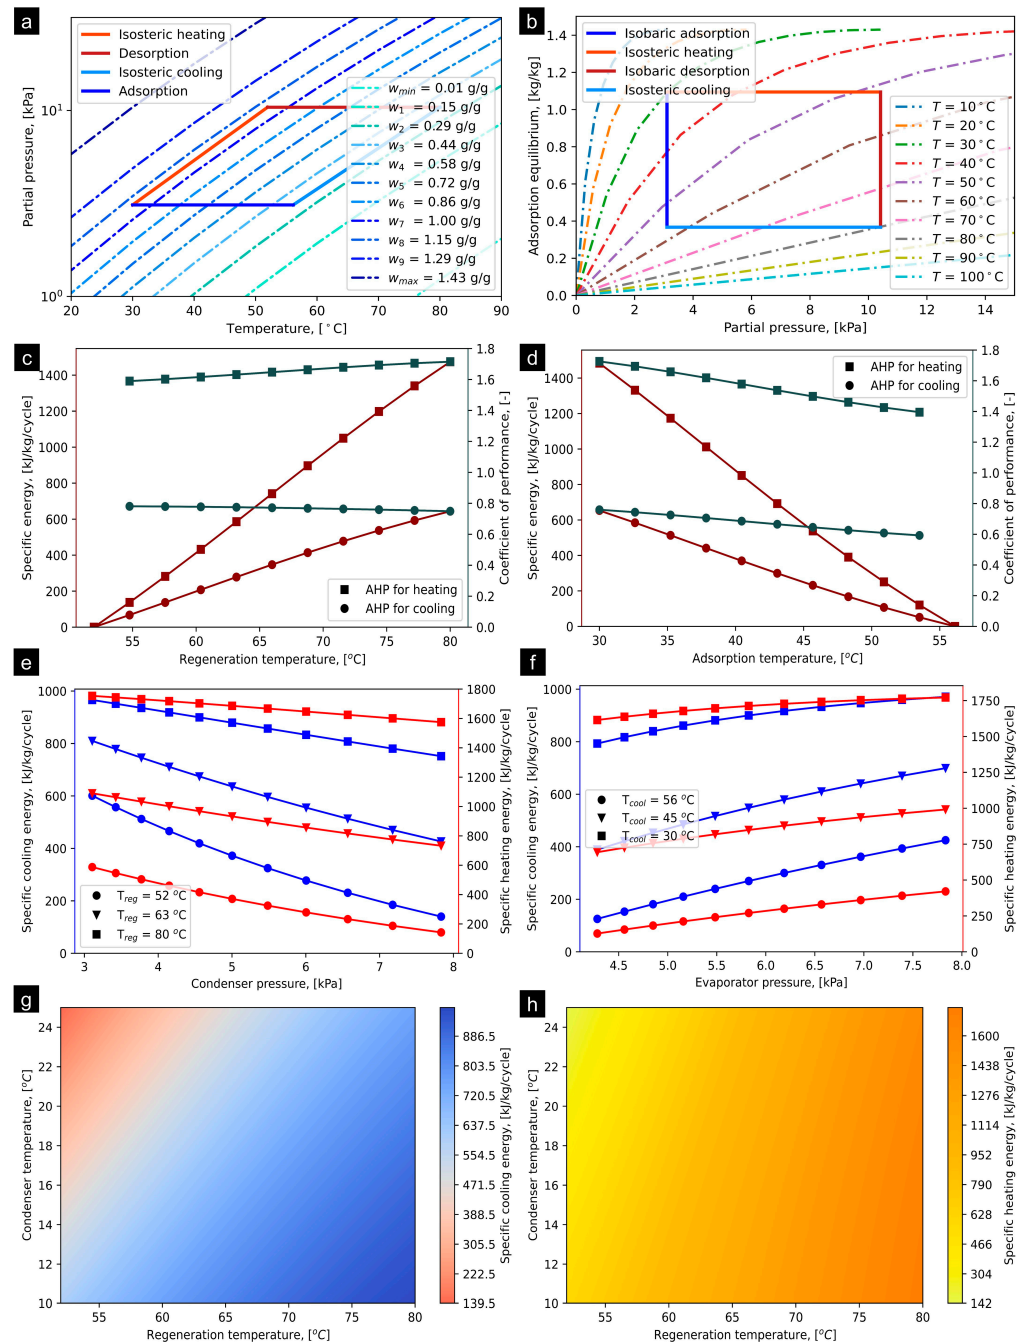 a
Isosteric heating
Desorption
Isosteric cooling
Adsorption
w_min = 0.01 g/g
w_1 = 0.15 g/g
w_2 = 0.29 g/g
w_3 = 0.44 g/g
w_4 = 0.58 g/g
w_5 = 0.72 g/g
w_6 = 0.86 g/g
w_7 = 1.00 g/g
w_8 = 1.15 g/g
w_9 = 1.29 g/g
w_max = 1.43 g/g
10^1
10^0
Partial pressure, [kPa]
20 30 40 50 60 70 80 90
Temperature, [°C]
b
Isobaric adsorption
Isosteric heating
Isobaric desorption
Isosteric cooling
T = 10°C
T = 20°C
T = 30°C
T = 40°C
T = 50°C
T = 60°C
T = 70°C
T = 80°C
T = 90°C
T = 100°C
1.4
1.2
1.0
0.8
0.6
0.4
0.2
0.0
Adsorption equilibrium, [kg/kg]
0 2 4 6 8 10 12 14
Partial pressure, [kPa]
c
1400
1200
1000
800
600
400
200
0
Specific energy, [kJ/kg/cycle]
1.8
1.6
1.4
1.2
1.0
0.8
0.6
0.4
0.2
0.0
Coefficient of performance, [-]
AHP for heating
AHP for cooling
55 60 65 70 75 80
Regeneration temperature, [°C]
d
1400
1200
1000
800
600
400
200
0
Specific energy, [kJ/kg/cycle]
1.8
1.6
1.4
1.2
1.0
0.8
0.6
0.4
0.2
0.0
Coefficient of performance, [-]
AHP for heating
AHP for cooling
30 35 40 45 50 55
Adsorption temperature, [°C]
e
1000
800
600
400
200
0
Specific cooling energy, [kJ/kg/cycle]
1800
1600
1400
1200
1000
800
600
400
200
0
Specific heating energy, [kJ/kg/cycle]
T_reg = 52 °C
T_reg = 63 °C
T_reg = 80 °C
3 4 5 6 7 8
Condenser pressure, [kPa]
f
1000
800
600
400
200
0
Specific cooling energy, [kJ/kg/cycle]
1750
1500
1250
1000
750
500
250
0
Specific heating energy, [kJ/kg/cycle]
T_cool = 56 °C
T_cool = 45 °C
T_cool = 30 °C
4.5 5.0 5.5 6.0 6.5 7.0 7.5 8.0
Evaporator pressure, [kPa]
g
24
22
20
18
16
14
12
10
Condenser temperature, [°C]
55 60 65 70 75 80
Regeneration temperature, [°C]
886.5
720.5
637.5
471.5
388.5
305.5
222.5
139.5
Specific cooling energy, [kJ/kg/cycle]
h
24
22
20
18
16
14
12
10
Condenser temperature, [°C]
55 60 65 70 75 80
Regeneration temperature, [°C]
1600
1438
1276
1114
952
790
628
466
304
142
Specific heating energy, [kJ/kg/cycle]